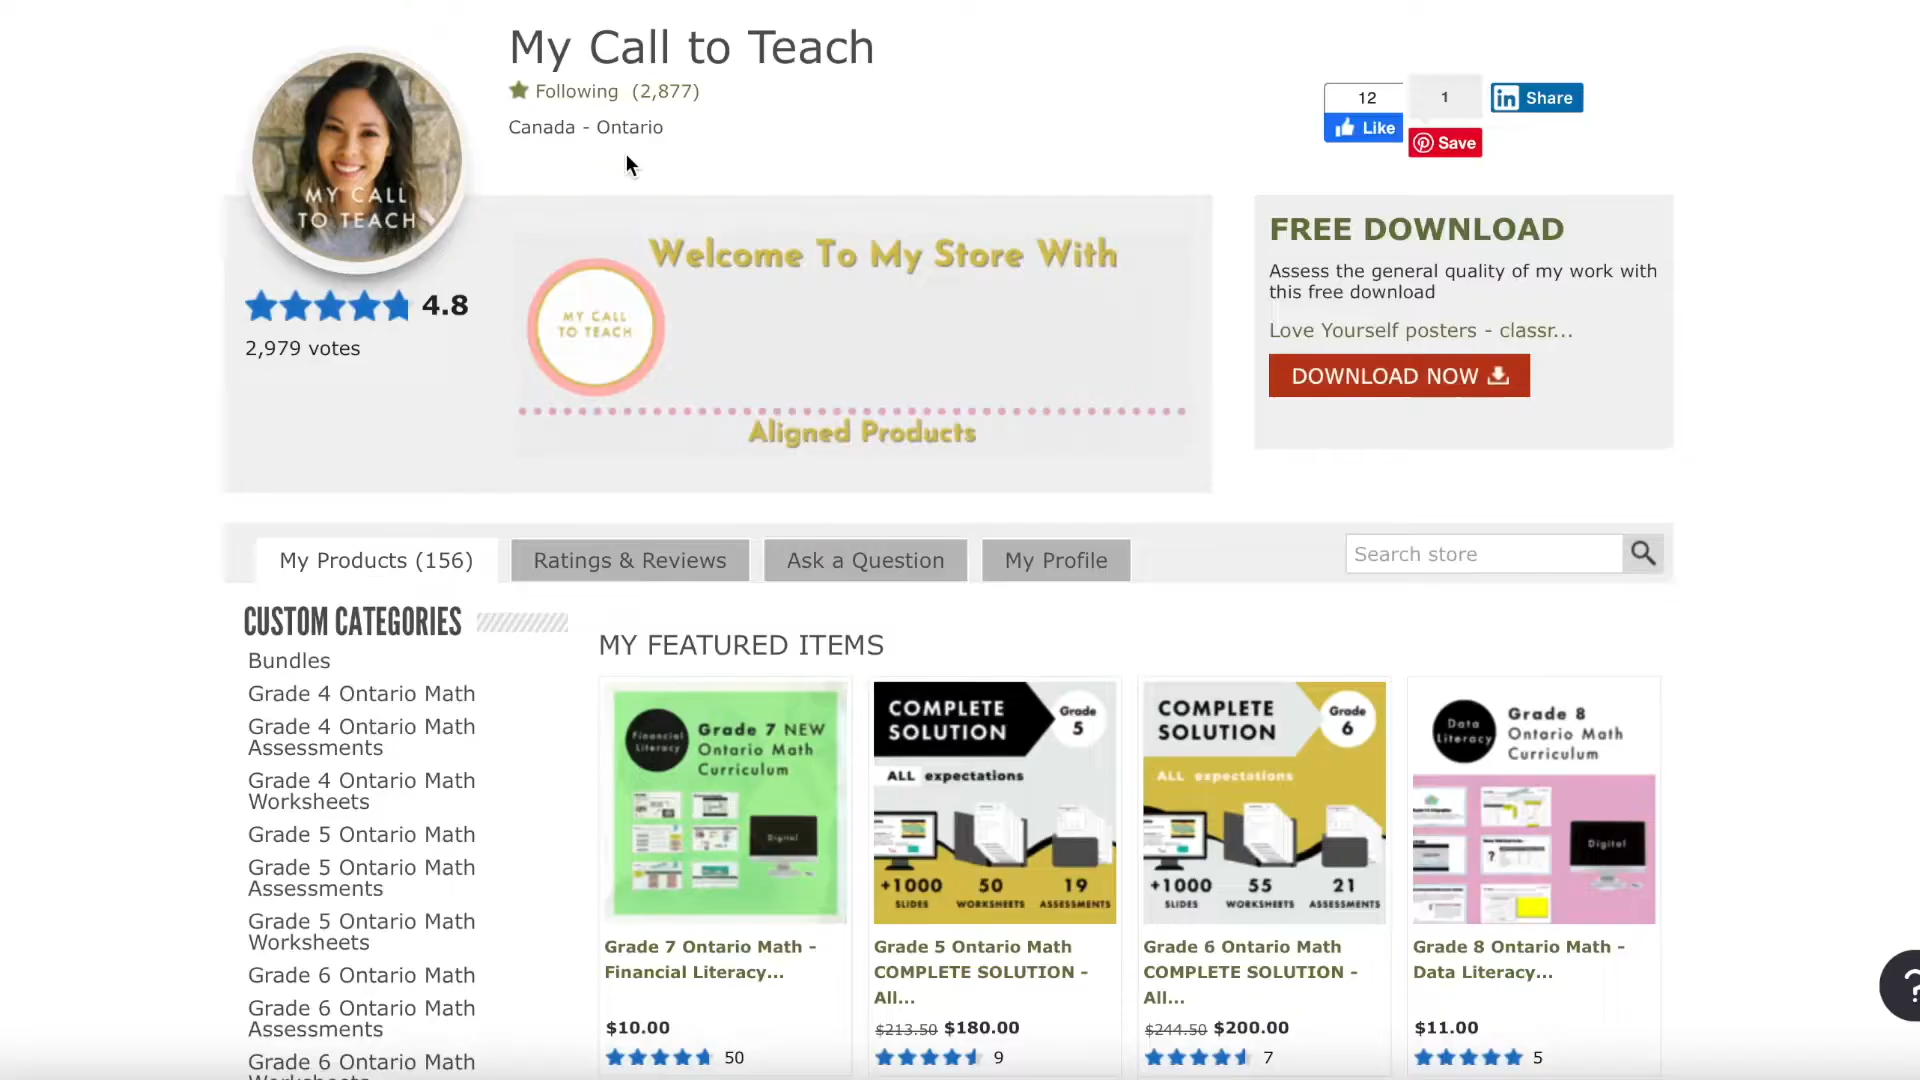 My Call to Teach
Following (2,877)
Canada - Ontario
12
Like
1
Save
in Share
MY CALL
TO TEACH
4.8
2,979 votes
Welcome To My Store With
MY CALL
TO TEACH
Aligned Products
FREE DOWNLOAD
Assess the general quality of my work with
this free download
Love Yourself posters - classr...
DOWNLOAD NOW
My Products (156)
Ratings & Reviews
Ask a Question
My Profile
Search store
CUSTOM CATEGORIES
Bundles
Grade 4 Ontario Math
Grade 4 Ontario Math
Assessments
Grade 4 Ontario Math
Worksheets
Grade 5 Ontario Math
Grade 5 Ontario Math
Assessments
Grade 5 Ontario Math
Worksheets
Grade 6 Ontario Math
Grade 6 Ontario Math
Assessments
Grade 6 Ontario Math
MY FEATURED ITEMS
Financial
Literacy
Grade 7 NEW
Ontario Math
Curriculum
Digital
Grade 7 Ontario Math -
Financial Literacy...
$10.00
50
COMPLETE
SOLUTION
Grade
5
ALL expectations
+1000
SLIDES
50
WORKSHEETS
19
ASSESSMENTS
Grade 5 Ontario Math
COMPLETE SOLUTION -
All...
$213.50 $180.00
9
COMPLETE
SOLUTION
Grade
6
ALL expectations
+1000
SLIDES
55
WORKSHEETS
21
ASSESSMENTS
Grade 6 Ontario Math
COMPLETE SOLUTION -
All...
$244.50 $200.00
7
Data
Literacy
Grade 8
Ontario Math
Curriculum
Digital
Grade 8 Ontario Math -
Data Literacy...
$11.00
5
?